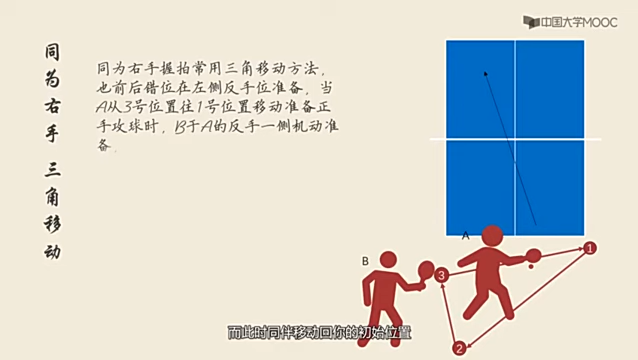 中国大学MOOC
同为右手 三角移动
同为右手握拍常用三角移动方法，
也前后错位在左侧反手位准备，当
A从3号位置往1号位置移动准备正
手攻球时，B于A的反手一侧机动准
备.
A
B
1
3
2
而此时同伴移动回你的初始位置